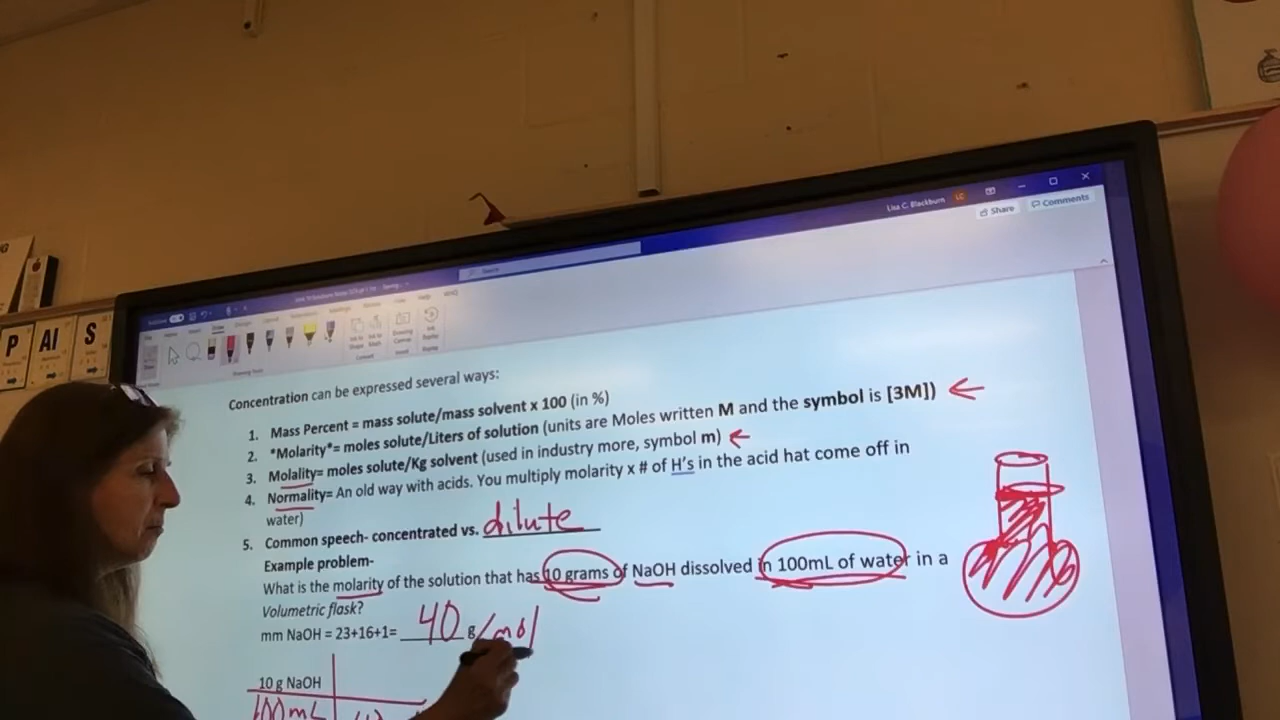 P Al S
Lisa C. Blackburn LC
Share Comments
Help
Concentration can be expressed several ways:
1. Mass Percent = mass solute/mass solvent x 100 (in %)
2. *Molarity*= moles solute/Liters of solution (units are Moles written M and the symbol is [3M])
3. Molality= moles solute/Kg solvent (used in industry more, symbol m)
4. Normality= An old way with acids. You multiply molarity x # of H's in the acid hat come off in
water)
5. Common speech- concentrated vs. dilute
Example problem-
What is the molarity of the solution that has 10 grams of NaOH dissolved in 100mL of water in a
Volumetric flask?
mm NaOH = 23+16+1= 40 g/mol
10 g NaOH
100mL